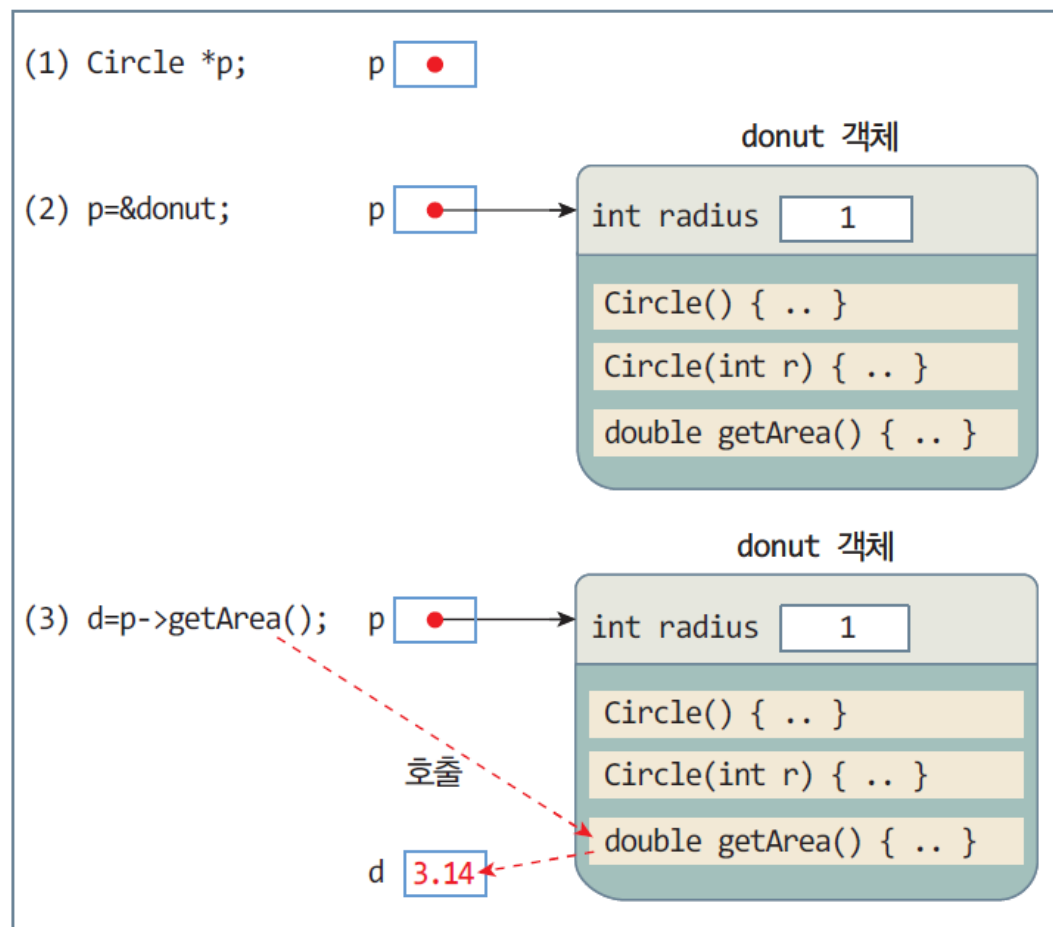 (1) Circle *p;
p
donut 객체
(2) p=&donut;
p
int radius 1
Circle() { .. }
Circle(int r) { .. }
double getArea() { .. }
donut 객체
(3) d=p->getArea();
p
int radius 1
Circle() { .. }
호출
Circle(int r) { .. }
double getArea() { .. }
d 3.14